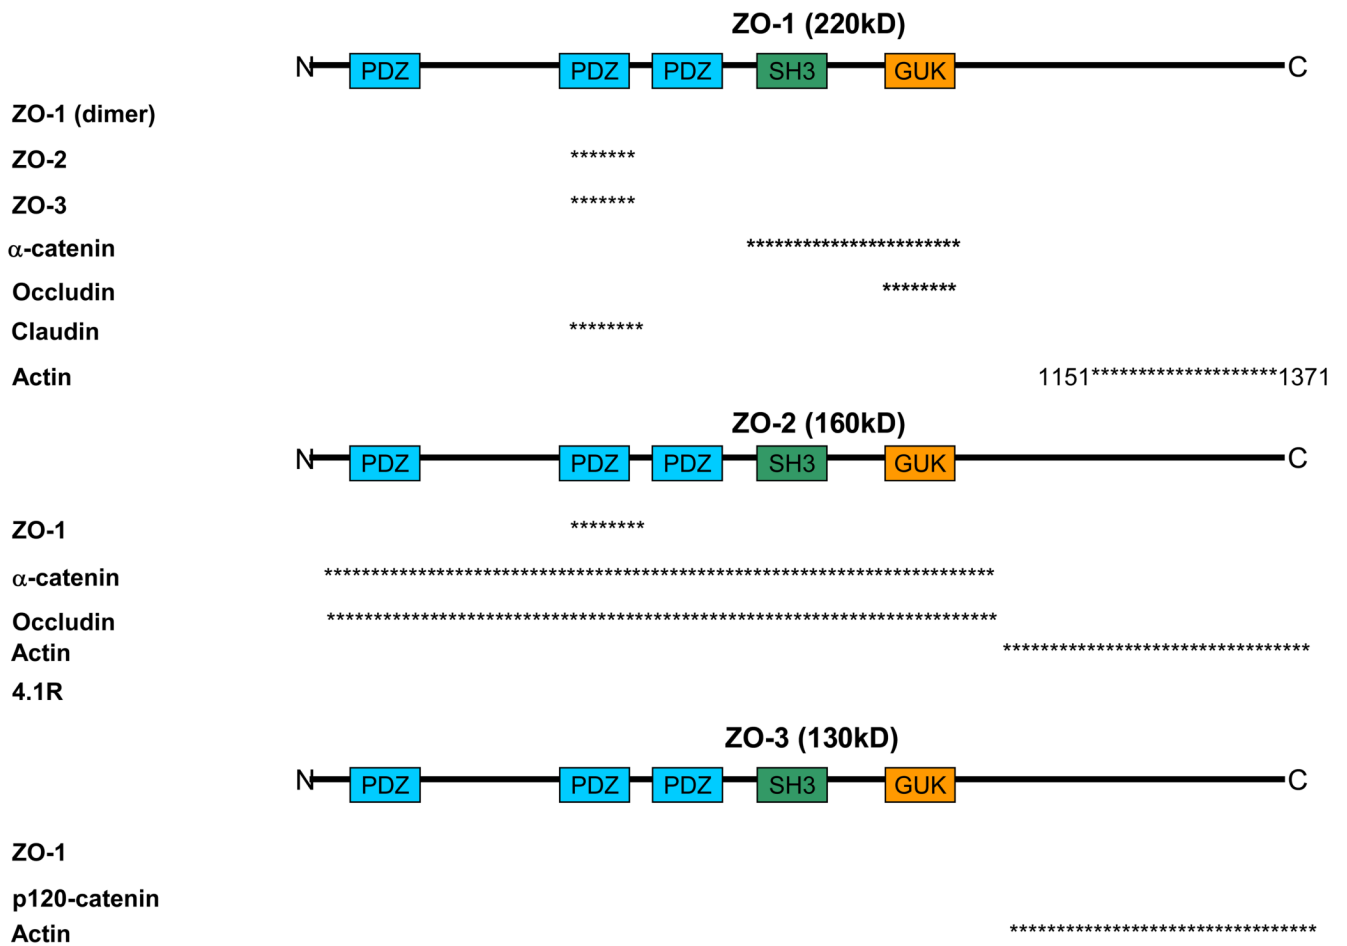 ZO-1 (220kD)
N PDZ PDZ PDZ SH3 GUK C
ZO-1 (dimer)
ZO-2 *******
ZO-3 *******
α-catenin ***********************
Occludin ********
Claudin ********
Actin 1151********************1371
ZO-2 (160kD)
N PDZ PDZ PDZ SH3 GUK C
ZO-1 ********
α-catenin ************************************************************************
Occludin ************************************************************************
Actin *********************************
4.1R
ZO-3 (130kD)
N PDZ PDZ PDZ SH3 GUK C
ZO-1
p120-catenin
Actin *********************************